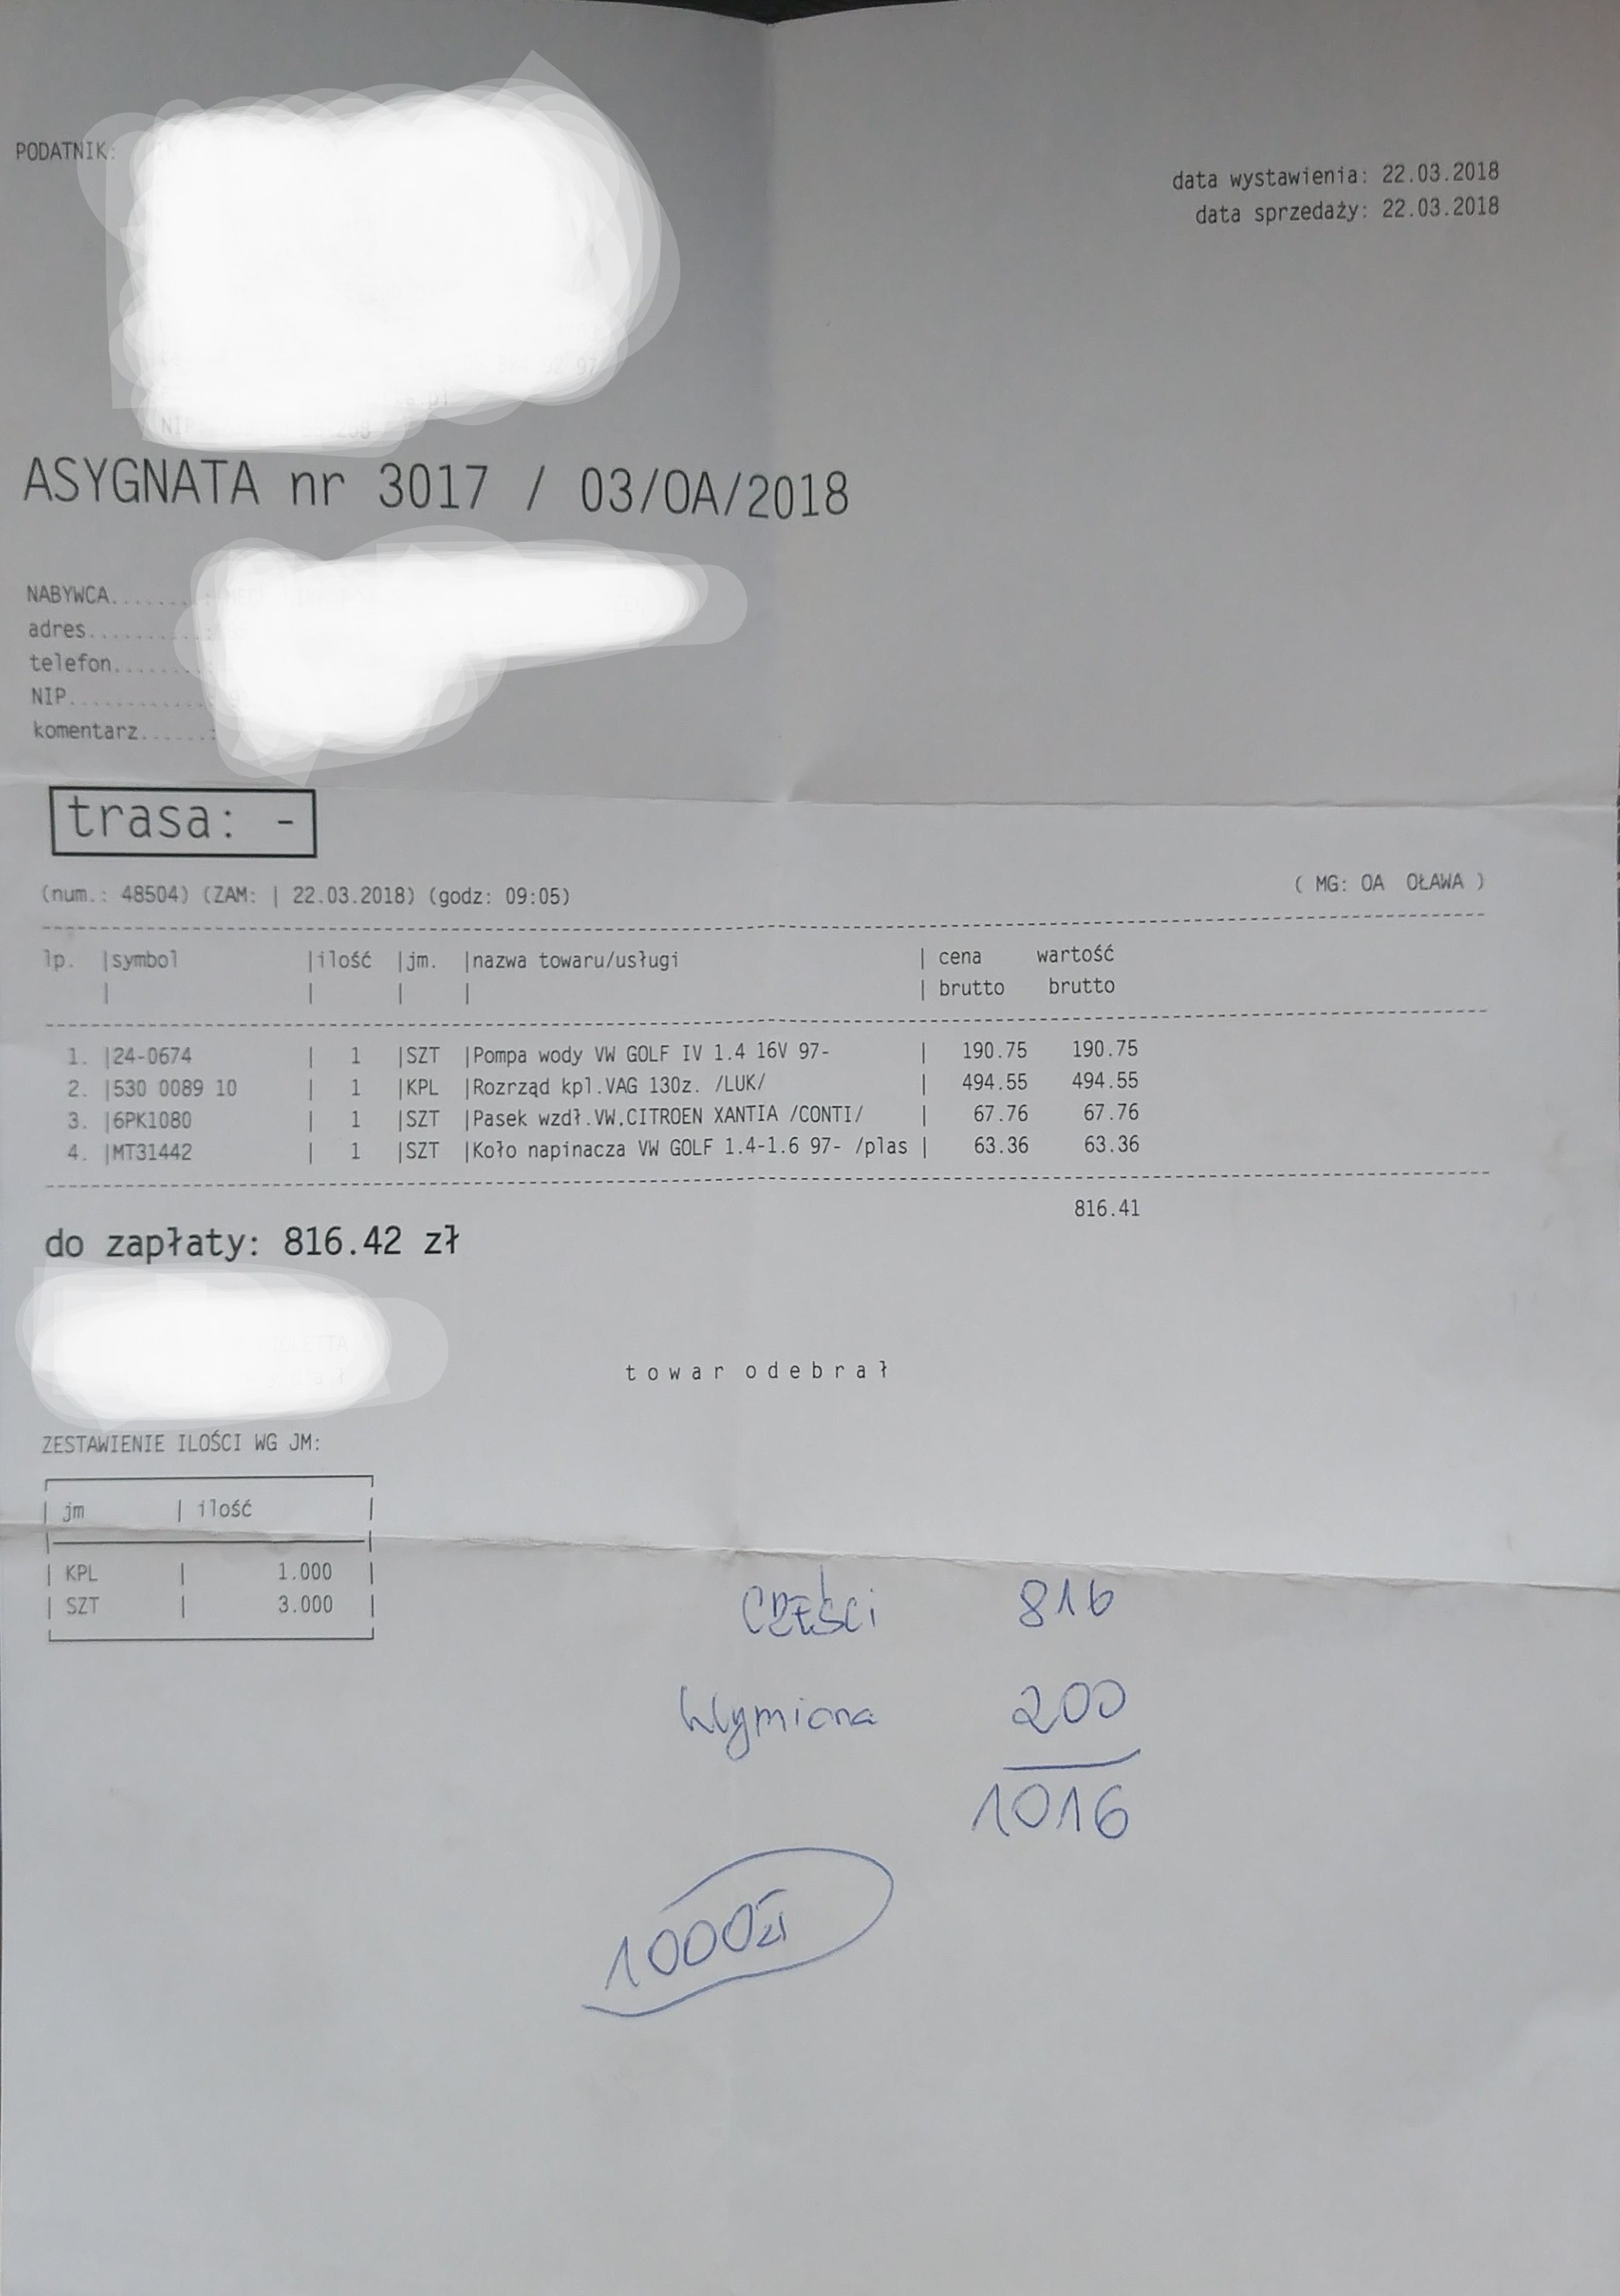 PODATNIK:
data wystawienia: 22.03.2018
data sprzedaży: 22.03.2018
ASYGNATA nr 3017 / 03/OA/2018
NABYWCA........:
adres..........:
telefon........:
NIP............:
komentarz......:
trasa: -
(num.: 48504) (ZAM: | 22.03.2018) (godz: 09:05)
( MG: OA OŁAWA )
lp. |symbol |ilość |jm. |nazwa towaru/usługi | cena wartość
| | | | | brutto brutto
1. |24-0674 | 1 |SZT |Pompa wody VW GOLF IV 1.4 16V 97- | 190.75 190.75
2. |530 0089 10 | 1 |KPL |Rozrząd kpl.VAG 130z. /LUK/ | 494.55 494.55
3. |6PK1080 | 1 |SZT |Pasek wzdł.VW,CITROEN XANTIA /CONTI/ | 67.76 67.76
4. |MT31442 | 1 |SZT |Koło napinacza VW GOLF 1.4-1.6 97- /plas | 63.36 63.36
816.41
do zapłaty: 816.42 zł
towar odebrał
ZESTAWIENIE ILOŚCI WG JM:
| jm | ilość |
| KPL | 1.000 |
| SZT | 3.000 |
CZĘŚCI 816
Wymiana 200
1016
1000 zł